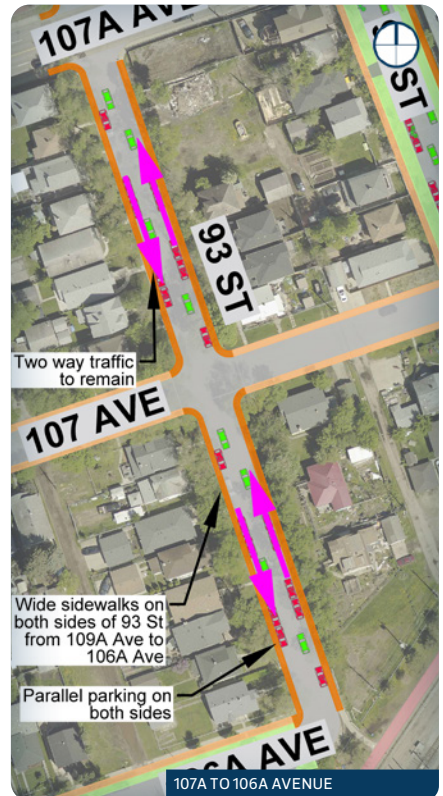 107A AVE
ST
93 ST
Two way traffic
to remain
107 AVE
Wide sidewalks on
both sides of 93 St
from 109A Ave to
106A Ave
Parallel parking on
both sides
AVE
107A TO 106A AVENUE